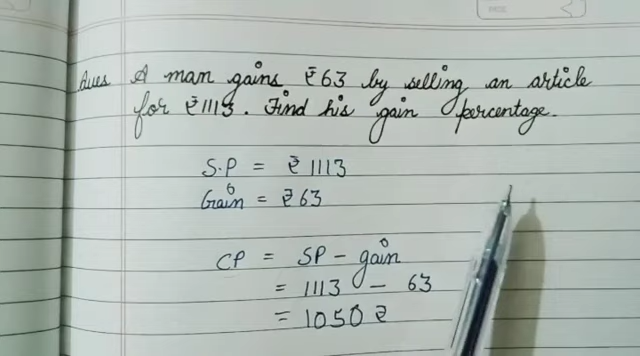 Ques A man gains ₹63 by selling an article
for ₹1113. Find his gain percentage.
S.P = ₹1113
Gain = ₹63
CP = SP - gain
= 1113 - 63
= 1050 ₹